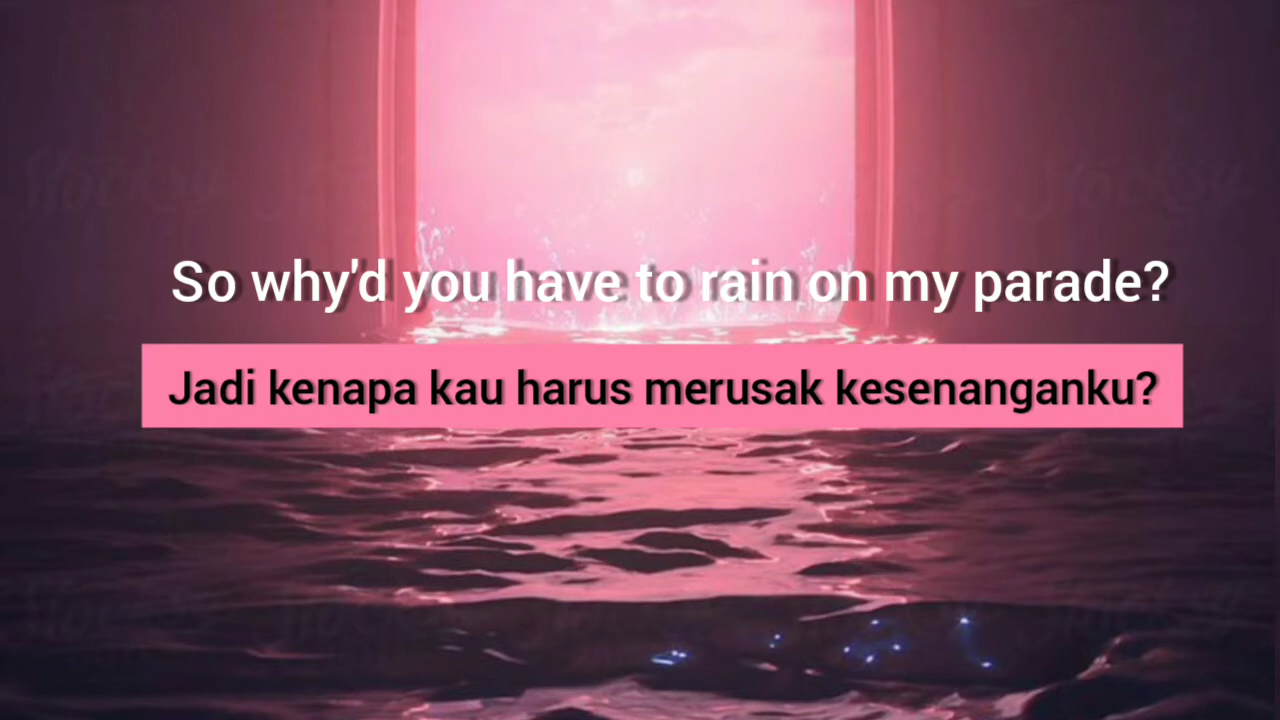 So why'd you have to rain on my parade?
Jadi kenapa kau harus merusak kesenanganku?